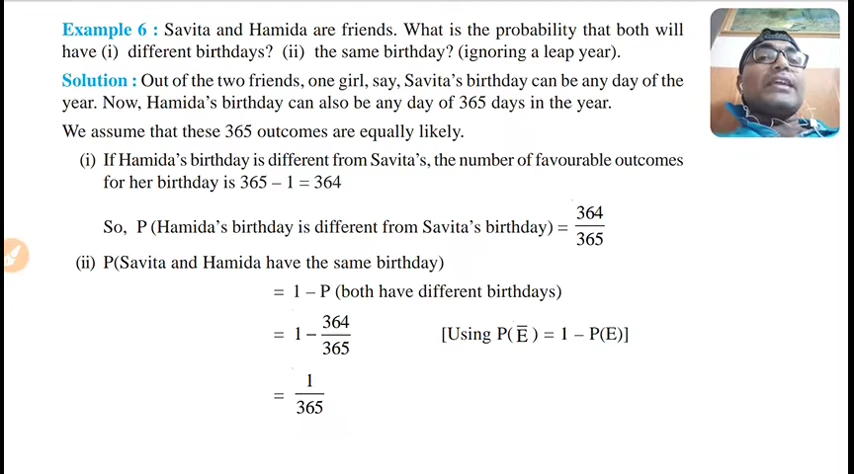 Example 6 : Savita and Hamida are friends. What is the probability that both will
have (i) different birthdays? (ii) the same birthday? (ignoring a leap year).
Solution : Out of the two friends, one girl, say, Savita’s birthday can be any day of the
year. Now, Hamida’s birthday can also be any day of 365 days in the year.
We assume that these 365 outcomes are equally likely.
(i) If Hamida’s birthday is different from Savita’s, the number of favourable outcomes
for her birthday is 365 – 1 = 364
So, P (Hamida’s birthday is different from Savita’s birthday) = 364/365
(ii) P(Savita and Hamida have the same birthday)
= 1 – P (both have different birthdays)
= 1 – 364/365 [Using P(E̅) = 1 – P(E)]
= 1/365